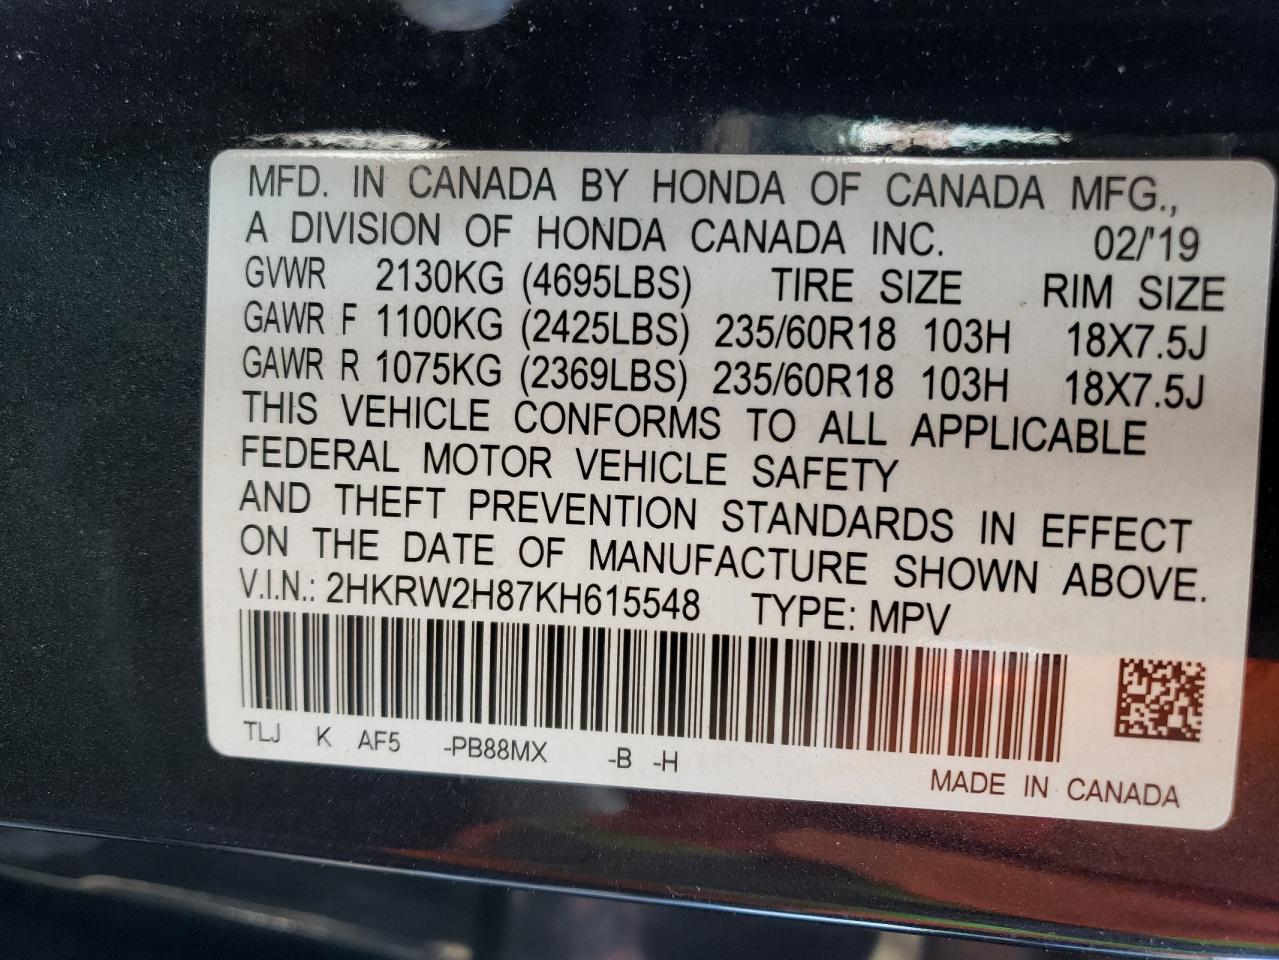 MFD. IN CANADA BY HONDA OF CANADA MFG.,
A DIVISION OF HONDA CANADA INC. 02/'19
GVWR 2130KG (4695LBS) TIRE SIZE RIM SIZE
GAWR F 1100KG (2425LBS) 235/60R18 103H 18X7.5J
GAWR R 1075KG (2369LBS) 235/60R18 103H 18X7.5J
THIS VEHICLE CONFORMS TO ALL APPLICABLE
FEDERAL MOTOR VEHICLE SAFETY
AND THEFT PREVENTION STANDARDS IN EFFECT
ON THE DATE OF MANUFACTURE SHOWN ABOVE.
V.I.N.: 2HKRW2H87KH615548 TYPE: MPV
TLJ K AF5 -PB88MX -B -H
MADE IN CANADA